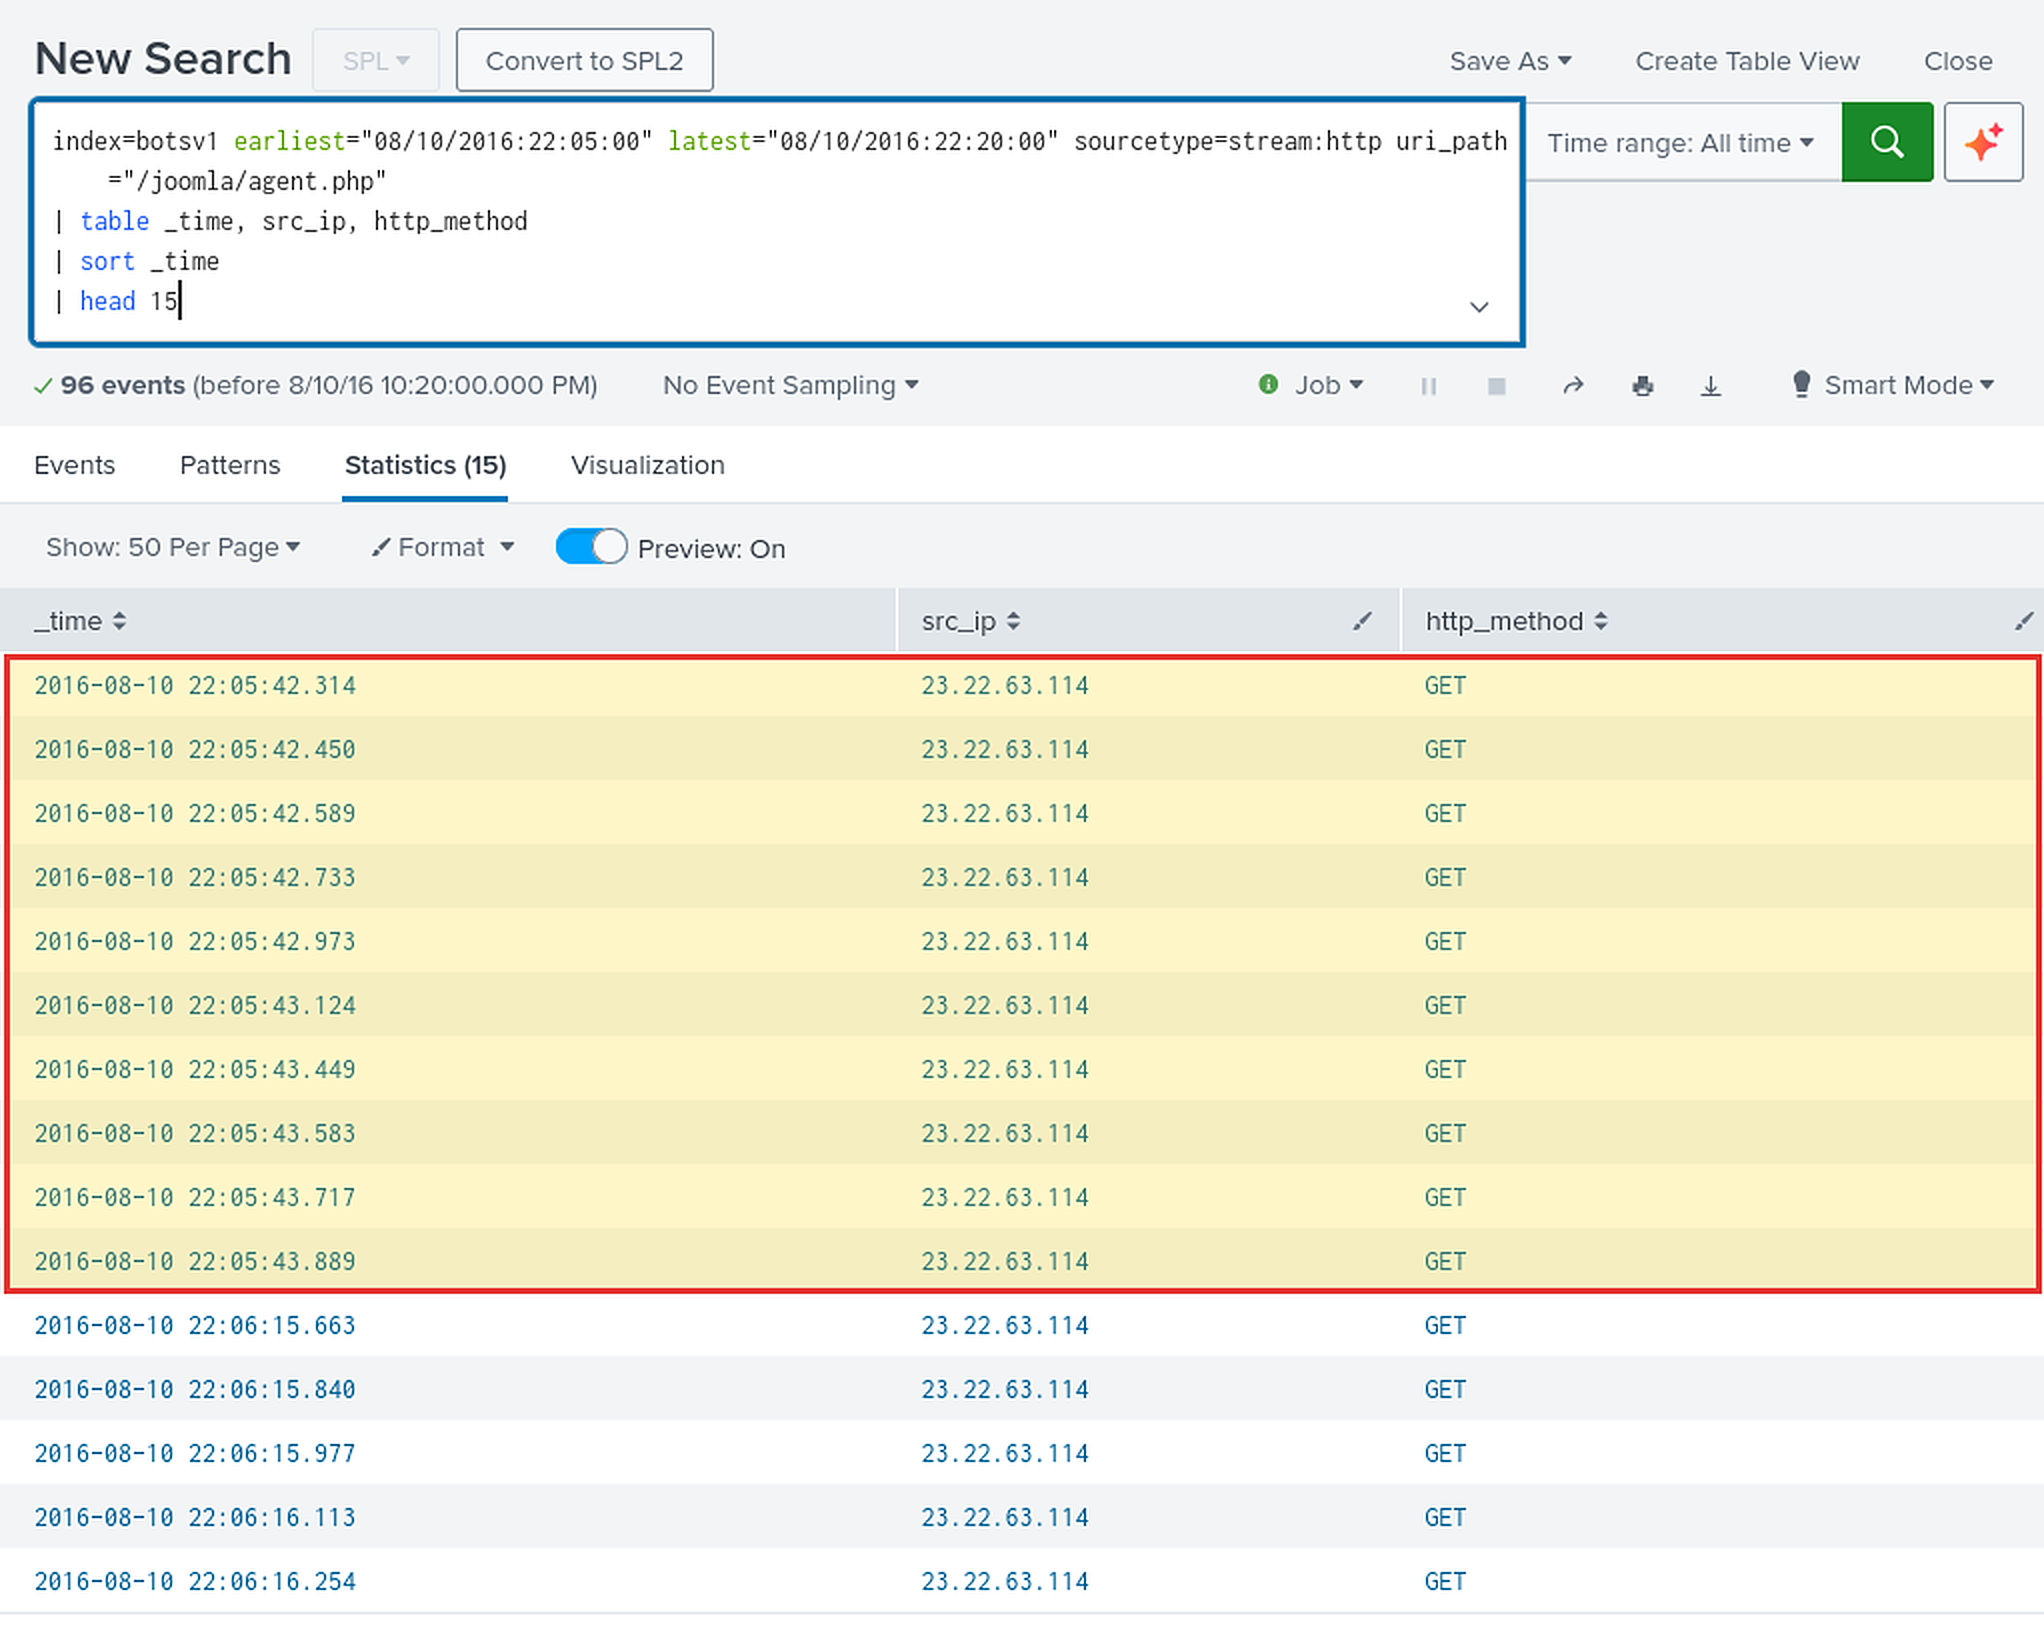 New Search SPL Convert to SPL2 Save As Create Table View Close
index=botsv1 earliest="08/10/2016:22:05:00" latest="08/10/2016:22:20:00" sourcetype=stream:http uri_path
="/joomla/agent.php"
| table _time, src_ip, http_method
| sort _time
| head 15
Time range: All time
96 events (before 8/10/16 10:20:00.000 PM) No Event Sampling Job Smart Mode
Events Patterns Statistics (15) Visualization
Show: 50 Per Page Format Preview: On
_time src_ip http_method
2016-08-10 22:05:42.314 23.22.63.114 GET
2016-08-10 22:05:42.450 23.22.63.114 GET
2016-08-10 22:05:42.589 23.22.63.114 GET
2016-08-10 22:05:42.733 23.22.63.114 GET
2016-08-10 22:05:42.973 23.22.63.114 GET
2016-08-10 22:05:43.124 23.22.63.114 GET
2016-08-10 22:05:43.449 23.22.63.114 GET
2016-08-10 22:05:43.583 23.22.63.114 GET
2016-08-10 22:05:43.717 23.22.63.114 GET
2016-08-10 22:05:43.889 23.22.63.114 GET
2016-08-10 22:06:15.663 23.22.63.114 GET
2016-08-10 22:06:15.840 23.22.63.114 GET
2016-08-10 22:06:15.977 23.22.63.114 GET
2016-08-10 22:06:16.113 23.22.63.114 GET
2016-08-10 22:06:16.254 23.22.63.114 GET